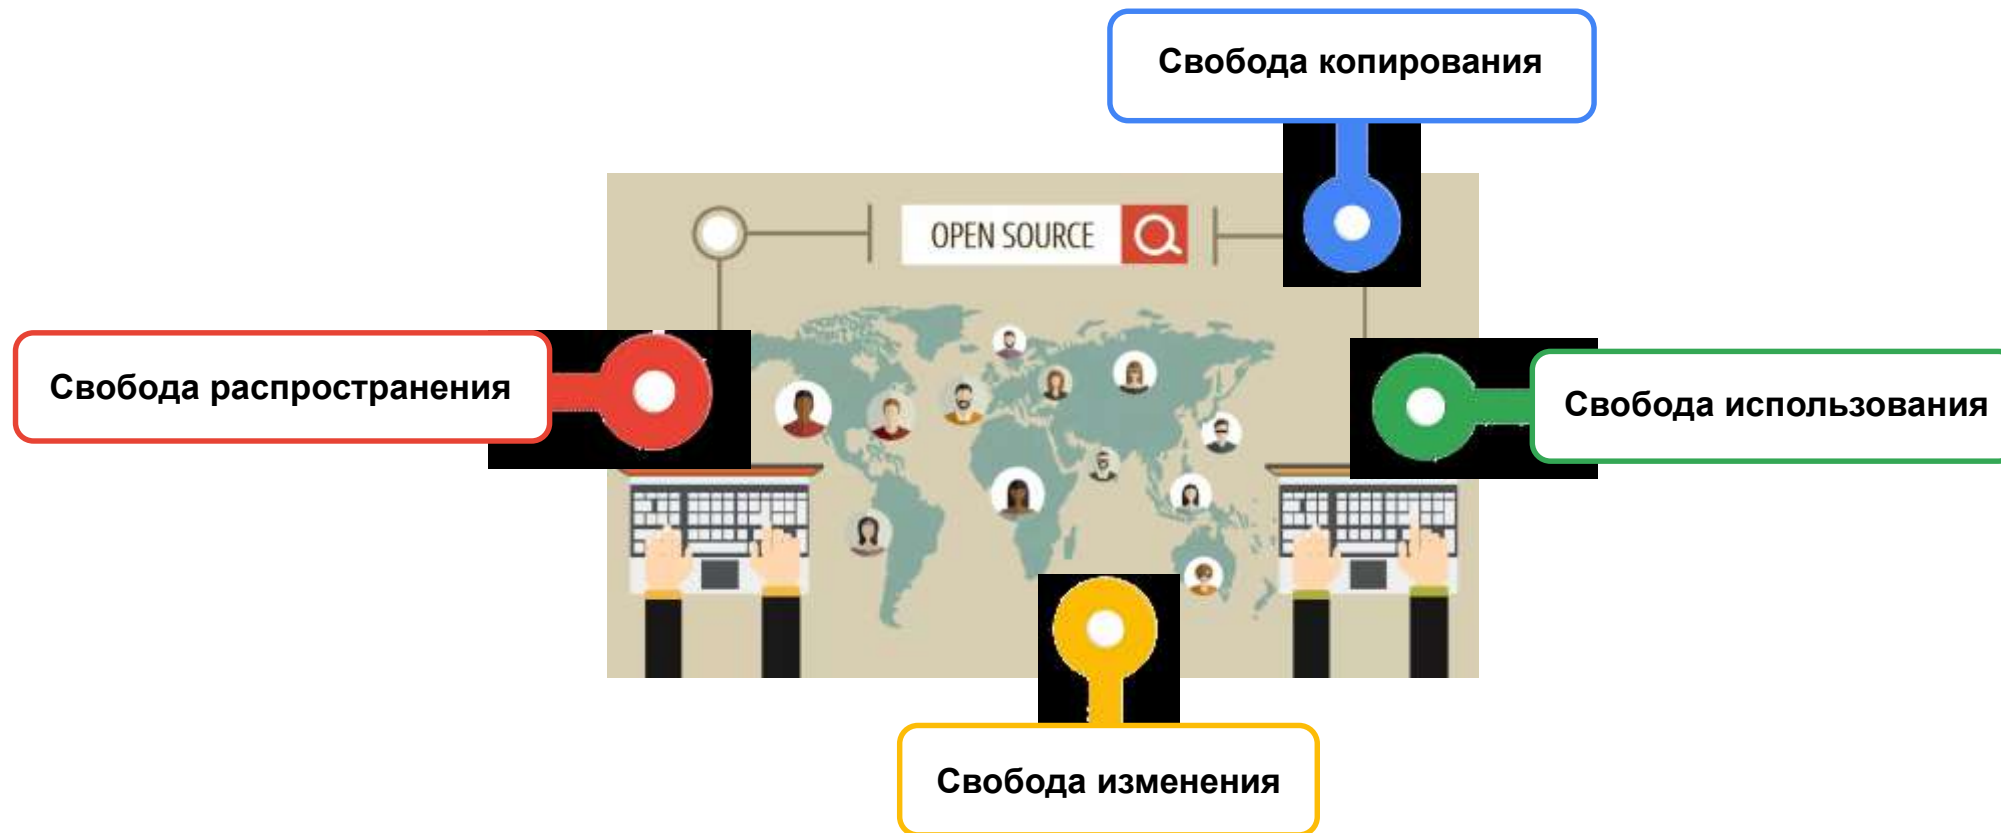 Свобода копирования
OPEN SOURCE
Свобода распространения
Свобода использования
Свобода изменения